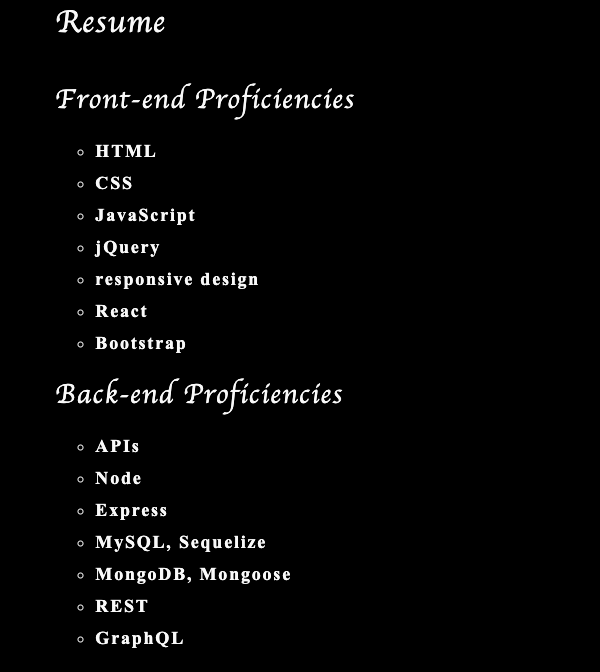 Resume
Front-end Proficiencies
HTML
CSS
JavaScript
jQuery
responsive design
React
Bootstrap
Back-end Proficiencies
APIs
Node
Express
MySQL, Sequelize
MongoDB, Mongoose
REST
GraphQL